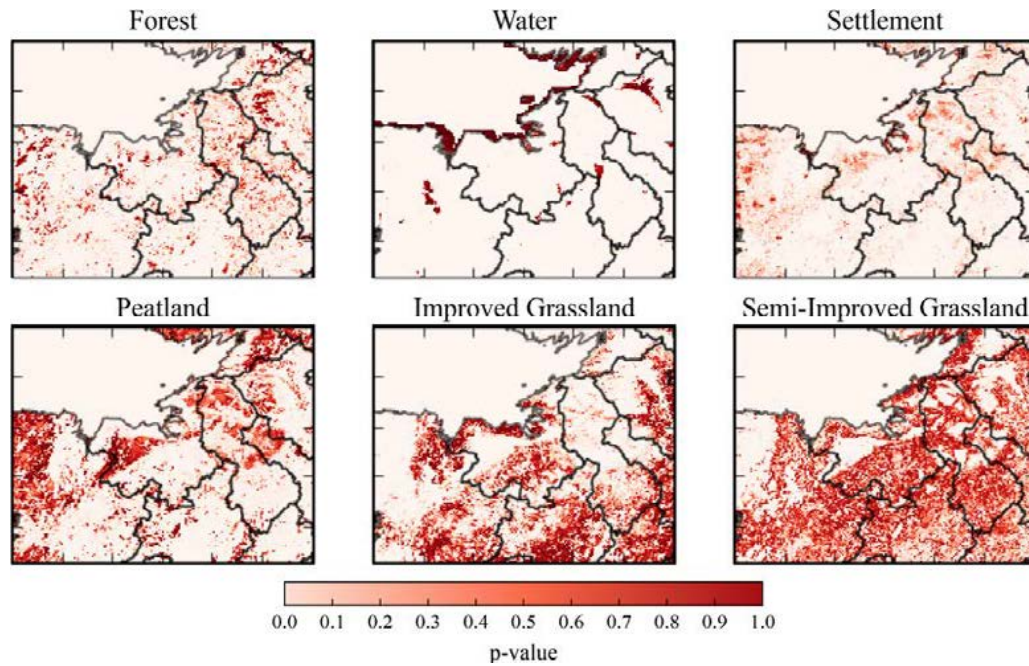 Forest Water Settlement
Peatland Improved Grassland Semi-Improved Grassland
0.0 0.1 0.2 0.3 0.4 0.5 0.6 0.7 0.8 0.9 1.0
p-value